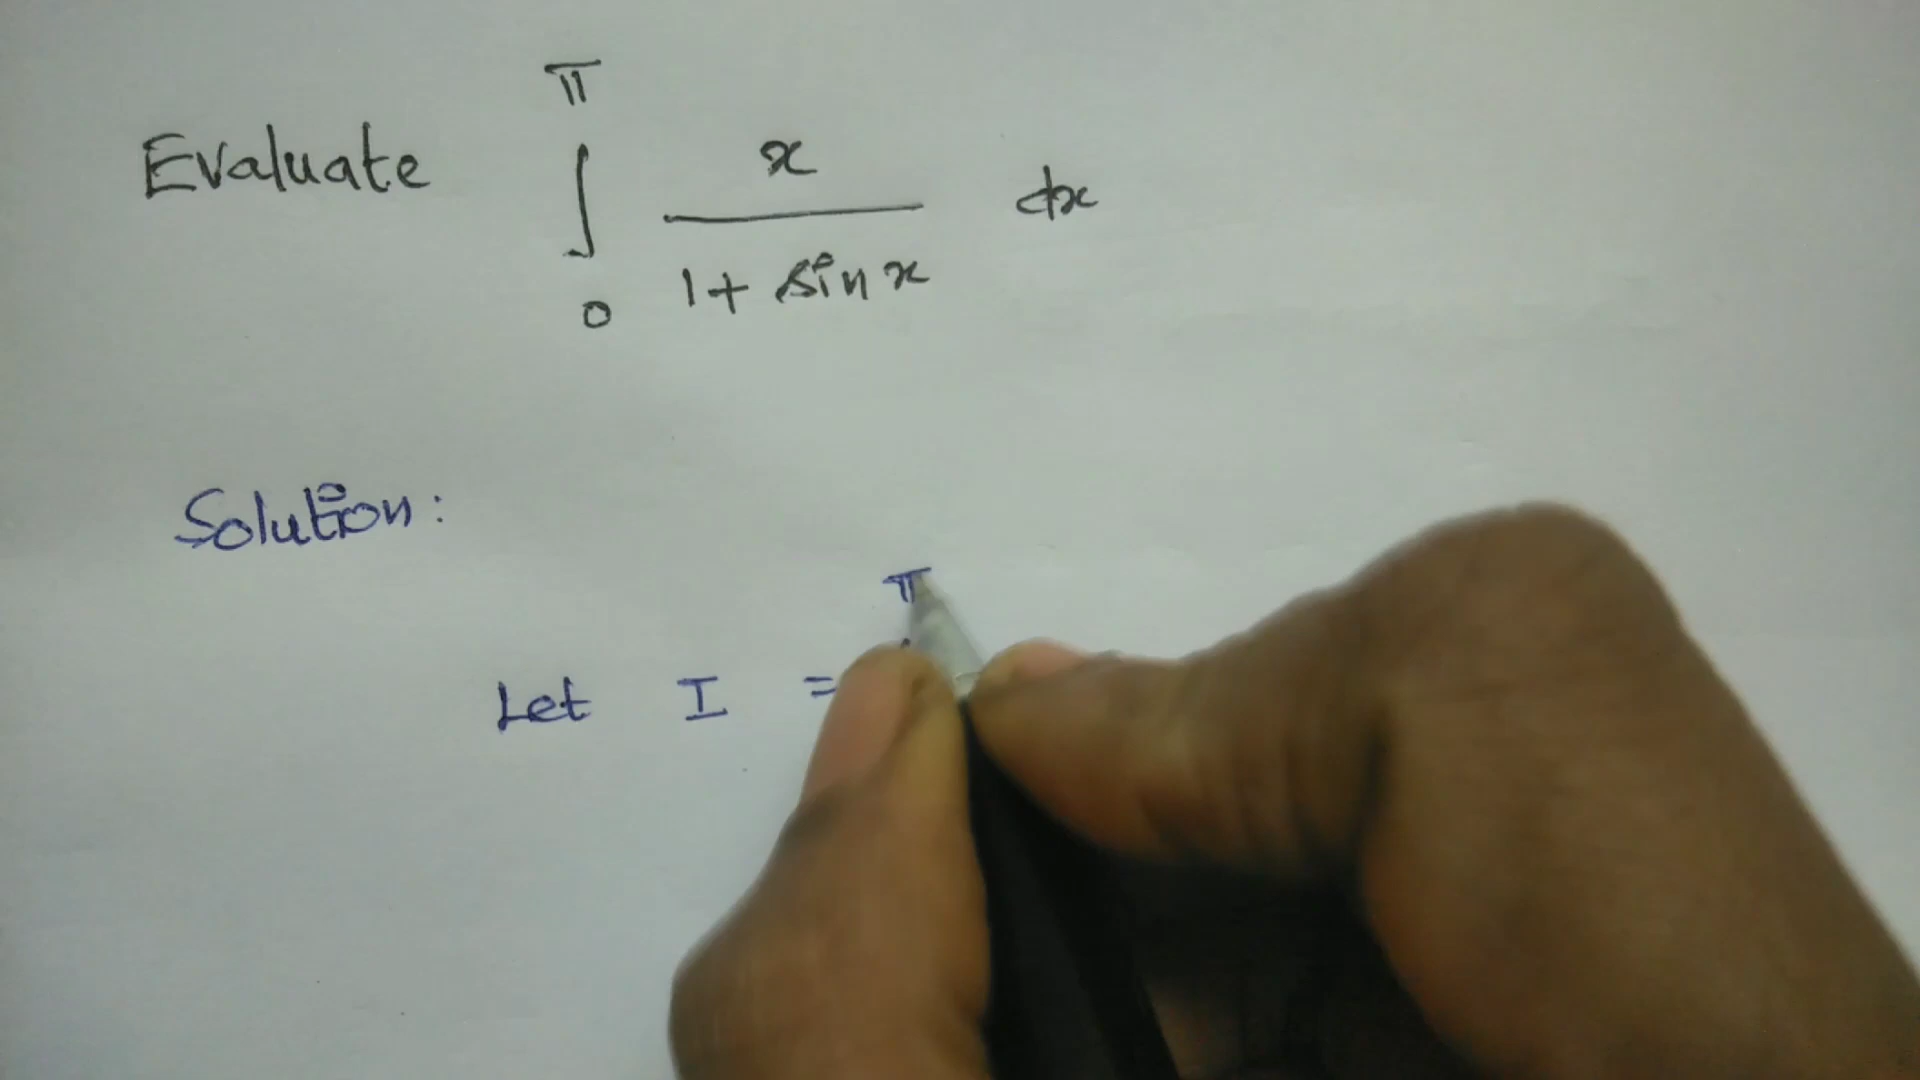 Evaluate ∫₀^π x / (1 + sin x) dx
Solution:
Let I = π